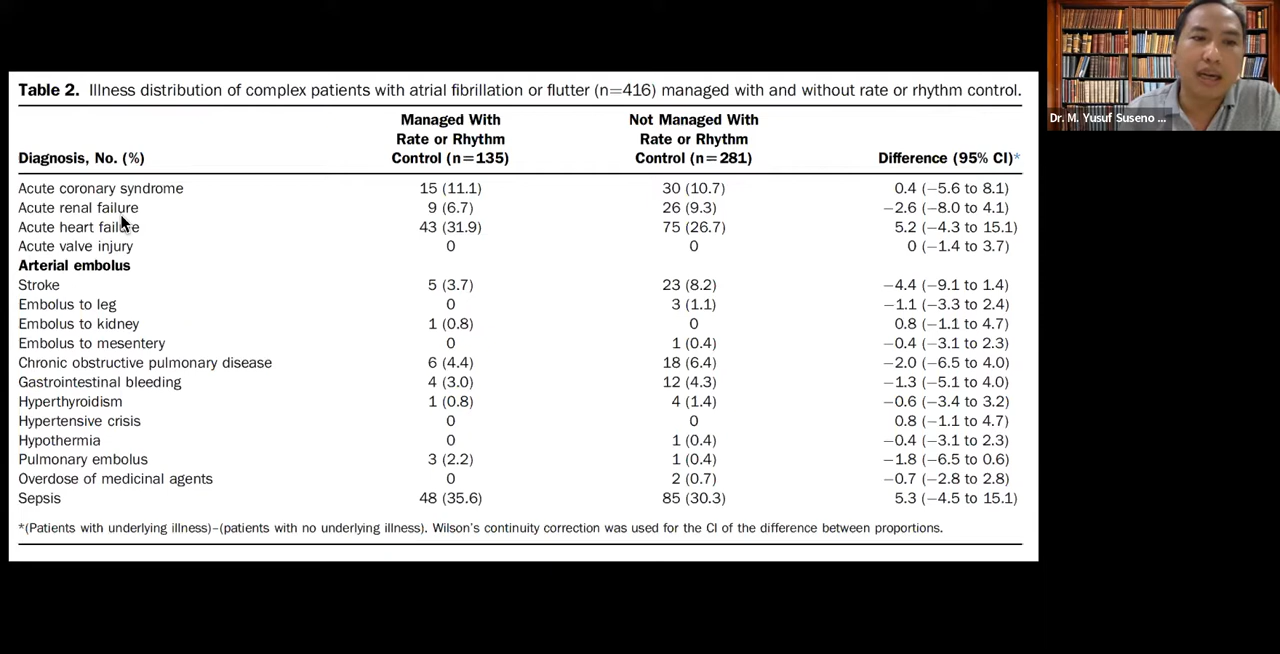 Table 2. Illness distribution of complex patients with atrial fibrillation or flutter (n=416) managed with and without rate or rhythm control.
Diagnosis, No. (%) Managed With Rate or Rhythm Control (n=135) Not Managed With Rate or Rhythm Control (n=281) Difference (95% CI)*
Acute coronary syndrome 15 (11.1) 30 (10.7) 0.4 (−5.6 to 8.1)
Acute renal failure 9 (6.7) 26 (9.3) −2.6 (−8.0 to 4.1)
Acute heart failure 43 (31.9) 75 (26.7) 5.2 (−4.3 to 15.1)
Acute valve injury 0 0 0 (−1.4 to 3.7)
Arterial embolus
Stroke 5 (3.7) 23 (8.2) −4.4 (−9.1 to 1.4)
Embolus to leg 0 3 (1.1) −1.1 (−3.3 to 2.4)
Embolus to kidney 1 (0.8) 0 0.8 (−1.1 to 4.7)
Embolus to mesentery 0 1 (0.4) −0.4 (−3.1 to 2.3)
Chronic obstructive pulmonary disease 6 (4.4) 18 (6.4) −2.0 (−6.5 to 4.0)
Gastrointestinal bleeding 4 (3.0) 12 (4.3) −1.3 (−5.1 to 4.0)
Hyperthyroidism 1 (0.8) 4 (1.4) −0.6 (−3.4 to 3.2)
Hypertensive crisis 0 0 0.8 (−1.1 to 4.7)
Hypothermia 0 1 (0.4) −0.4 (−3.1 to 2.3)
Pulmonary embolus 3 (2.2) 1 (0.4) −1.8 (−6.5 to 0.6)
Overdose of medicinal agents 0 2 (0.7) −0.7 (−2.8 to 2.8)
Sepsis 48 (35.6) 85 (30.3) 5.3 (−4.5 to 15.1)
*(Patients with underlying illness)–(patients with no underlying illness). Wilson's continuity correction was used for the CI of the difference between proportions.
Dr. M. Yusuf Suseno ...